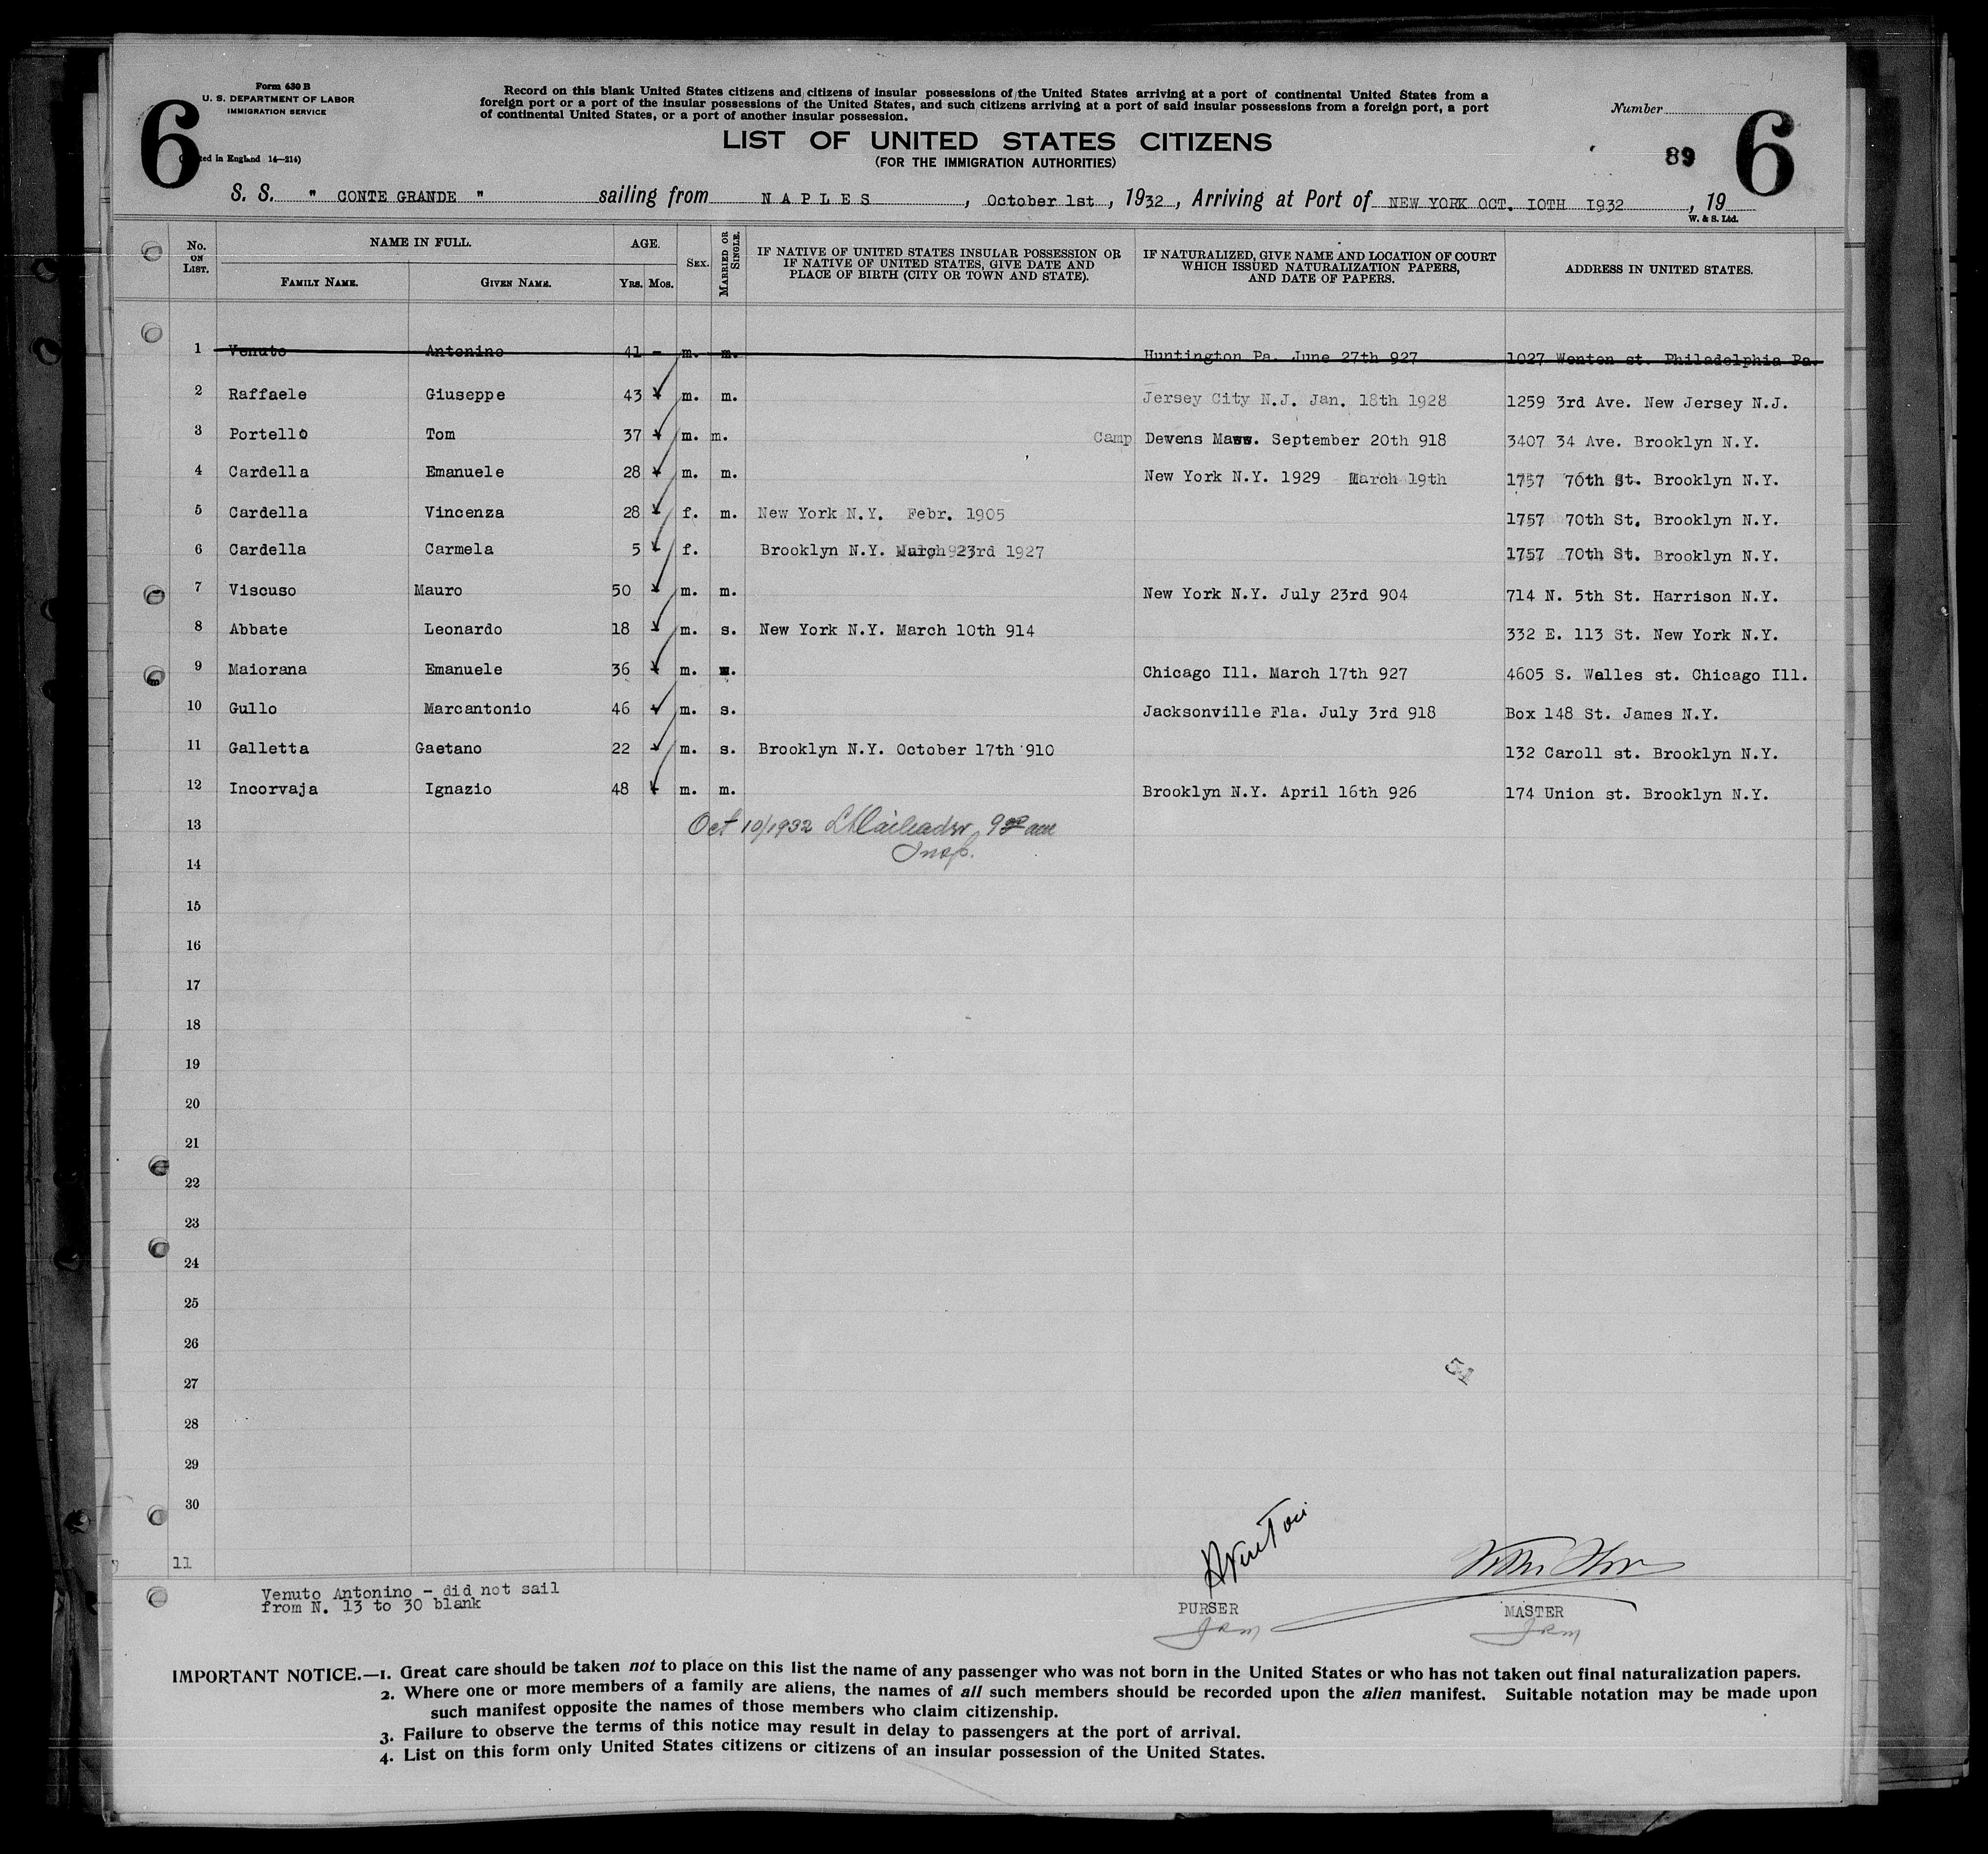 Form 630 B
U. S. DEPARTMENT OF LABOR
IMMIGRATION SERVICE
6
ted in England 14—214)
Record on this blank United States citizens and citizens of insular possessions of the United States arriving at a port of continental United States from a
foreign port or a port of the insular possessions of the United States, and such citizens arriving at a port of said insular possessions from a foreign port, a port
of continental United States, or a port of another insular possession.
LIST OF UNITED STATES CITIZENS
(FOR THE IMMIGRATION AUTHORITIES)
Number
89
6
S. S. " CONTE GRANDE " sailing from N A P L E S , October 1st , 1932 , Arriving at Port of NEW YORK OCT. IOTH I932 , 19
W. & S. Ltd.
No. ON LIST. NAME IN FULL. FAMILY NAME. GIVEN NAME. AGE. YRS. MOS. SEX. MARRIED OR SINGLE. IF NATIVE OF UNITED STATES INSULAR POSSESSION OR IF NATIVE OF UNITED STATES, GIVE DATE AND PLACE OF BIRTH (CITY OR TOWN AND STATE). IF NATURALIZED, GIVE NAME AND LOCATION OF COURT WHICH ISSUED NATURALIZATION PAPERS, AND DATE OF PAPERS. ADDRESS IN UNITED STATES.
1 Venuto Antonino 41 - m. m. Huntington Pa. June 27th 927 1027 Wenton st. Philadelphia Pa.
2 Raffaele Giuseppe 43 m. m. Jersey City N.J. Jan. 18th 1928 1259 3rd Ave. New Jersey N.J.
3 Portello Tom 37 m. m. Camp Devens Mass. September 20th 918 3407 34 Ave. Brooklyn N.Y.
4 Cardella Emanuele 28 m. m. New York N.Y. 1929 March 19th 1757 70th St. Brooklyn N.Y.
5 Cardella Vincenza 28 f. m. New York N.Y. Febr. 1905 1757 70th St. Brooklyn N.Y.
6 Cardella Carmela 5 f. Brooklyn N.Y. March 23rd 1927 1757 70th St. Brooklyn N.Y.
7 Viscuso Mauro 50 m. m. New York N.Y. July 23rd 904 714 N. 5th St. Harrison N.Y.
8 Abbate Leonardo 18 m. s. New York N.Y. March 10th 914 332 E. 113 St. New York N.Y.
9 Maiorana Emanuele 36 m. m. Chicago Ill. March 17th 927 4605 S. Walles st. Chicago Ill.
10 Gullo Marcantonio 46 m. s. Jacksonville Fla. July 3rd 918 Box 148 St. James N.Y.
11 Galletta Gaetano 22 m. s. Brooklyn N.Y. October 17th 910 132 Caroll st. Brooklyn N.Y.
12 Incorvaja Ignazio 48 m. m. Brooklyn N.Y. April 16th 926 174 Union st. Brooklyn N.Y.
13 Oct 10/1932 9 00 am
Insp.
14
15
16
17
18
19
20
21
22
23
24
25
26
27
54
28
29
30
11
Venuto Antonino - did not sail
from N. 13 to 30 blank
PURSER
MASTER
IMPORTANT NOTICE.—1. Great care should be taken not to place on this list the name of any passenger who was not born in the United States or who has not taken out final naturalization papers.
2. Where one or more members of a family are aliens, the names of all such members should be recorded upon the alien manifest. Suitable notation may be made upon
such manifest opposite the names of those members who claim citizenship.
3. Failure to observe the terms of this notice may result in delay to passengers at the port of arrival.
4. List on this form only United States citizens or citizens of an insular possession of the United States.